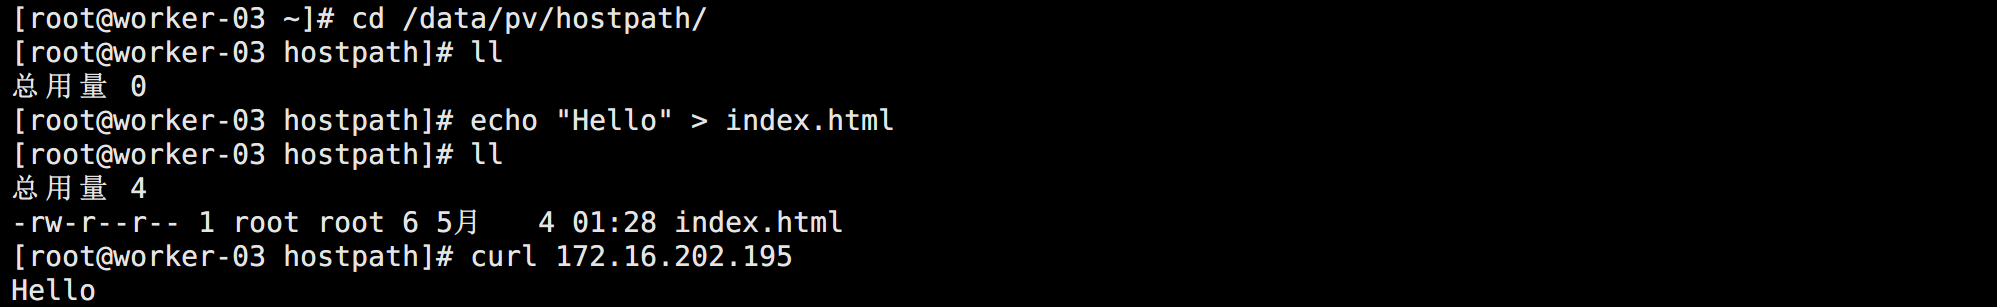 [root@worker-03 ~]# cd /data/pv/hostpath/
[root@worker-03 hostpath]# ll
总用量 0
[root@worker-03 hostpath]# echo "Hello" > index.html
[root@worker-03 hostpath]# ll
总用量 4
-rw-r--r-- 1 root root 6 5月   4 01:28 index.html
[root@worker-03 hostpath]# curl 172.16.202.195
Hello